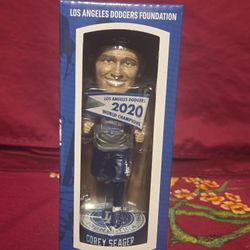 LOS ANGELES DODGERS FOUNDATION
LOS ANGELES DODGERS
2020
WORLD CHAMPIONS
COREY SEAGER